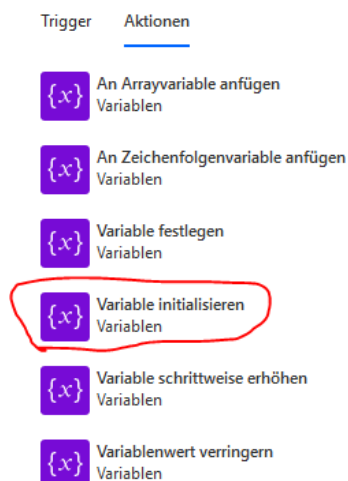 Trigger Aktionen
{x} An Arrayvariable anfügen
Variablen
{x} An Zeichenfolgenvariable anfügen
Variablen
{x} Variable festlegen
Variablen
{x} Variable initialisieren
Variablen
{x} Variable schrittweise erhöhen
Variablen
{x} Variablenwert verringern
Variablen